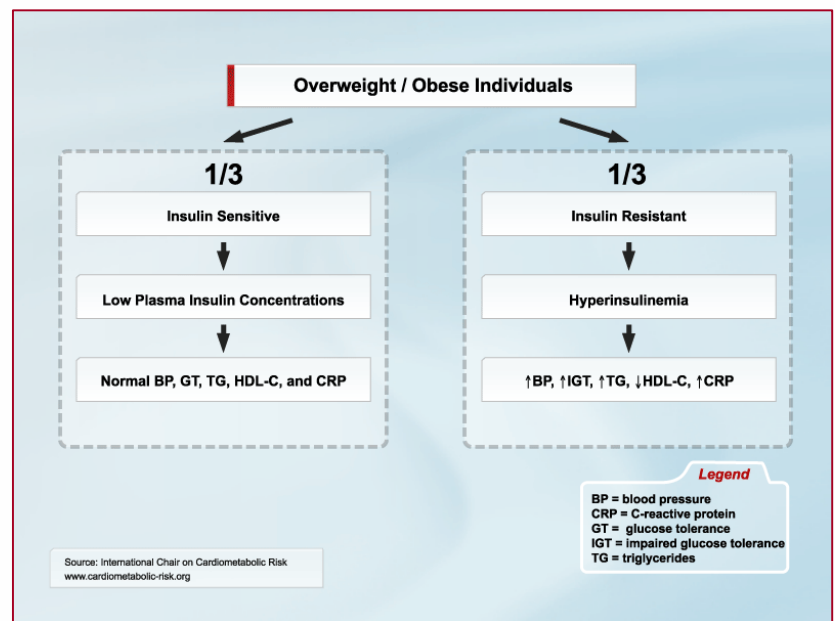 Overweight / Obese Individuals
1/3
Insulin Sensitive
Low Plasma Insulin Concentrations
Normal BP, GT, TG, HDL-C, and CRP
1/3
Insulin Resistant
Hyperinsulinemia
↑BP, ↑IGT, ↑TG, ↓HDL-C, ↑CRP
Legend
BP = blood pressure
CRP = C-reactive protein
GT = glucose tolerance
IGT = impaired glucose tolerance
TG = triglycerides
Source: International Chair on Cardiometabolic Risk
www.cardiometabolic-risk.org